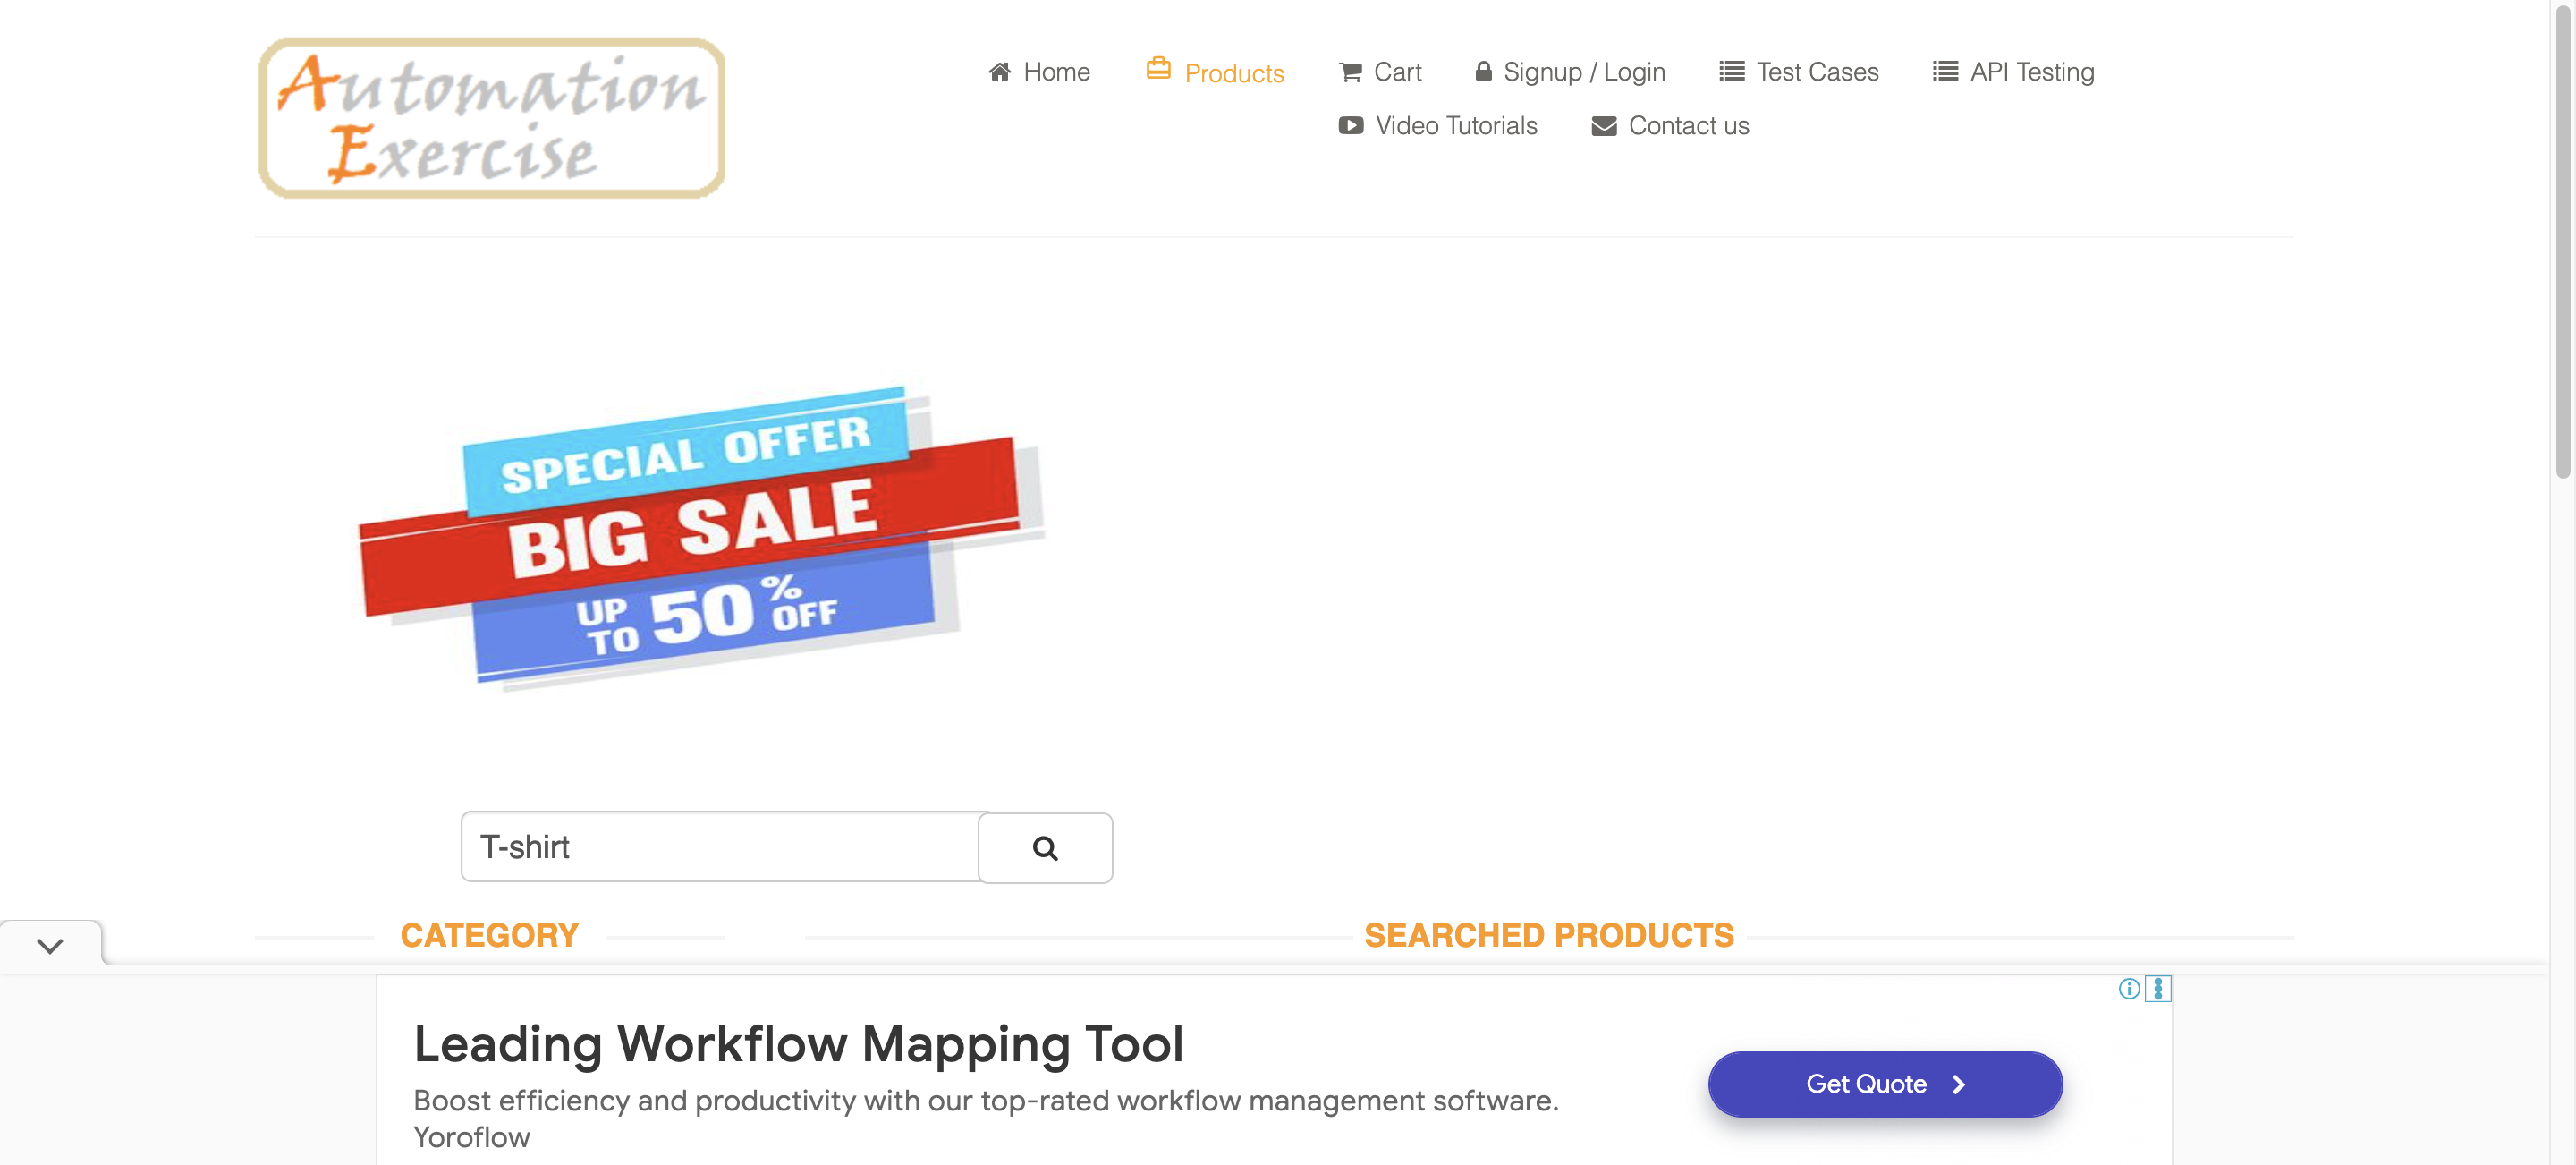 Automation
Exercise
Home Products Cart Signup / Login Test Cases API Testing
Video Tutorials Contact us
SPECIAL OFFER
BIG SALE
UP TO 50% OFF
T-shirt
CATEGORY SEARCHED PRODUCTS
Leading Workflow Mapping Tool
Boost efficiency and productivity with our top-rated workflow management software.
Yoroflow
Get Quote